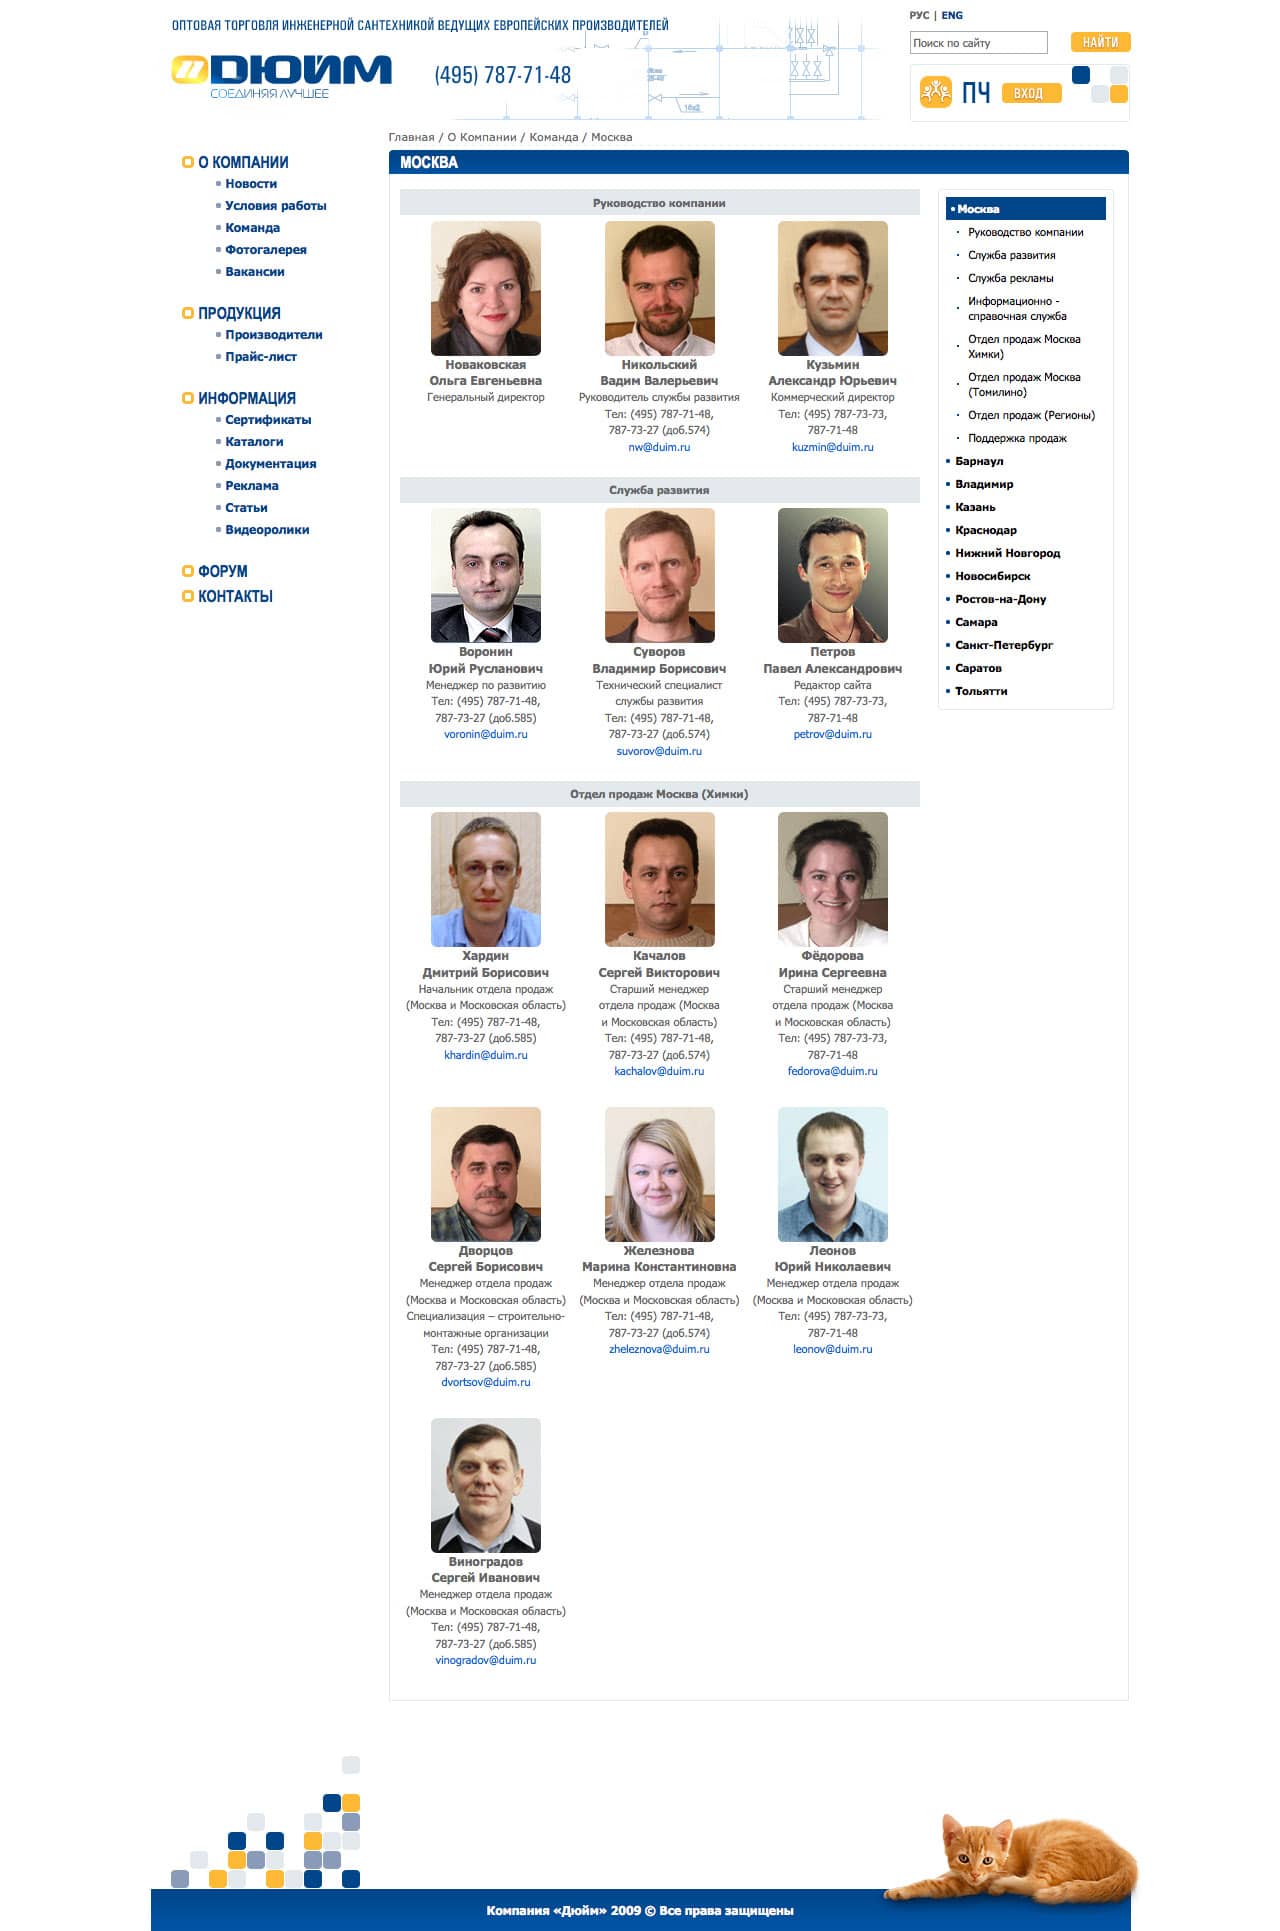 ОПТОВАЯ ТОРГОВЛЯ ИНЖЕНЕРНОЙ САНТЕХНИКОЙ ВЕДУЩИХ ЕВРОПЕЙСКИХ ПРОИЗВОДИТЕЛЕЙ
РУС | ENG
Поиск по сайту
НАЙТИ
ДЮЙМ
СОЕДИНЯЯ ЛУЧШЕЕ
(495) 787-71-48
ПЧ
ВХОД
Главная / О Компании / Команда / Москва
О КОМПАНИИ
Новости
Условия работы
Команда
Фотогалерея
Вакансии
ПРОДУКЦИЯ
Производители
Прайс-лист
ИНФОРМАЦИЯ
Сертификаты
Каталоги
Документация
Реклама
Статьи
Видеоролики
ФОРУМ
КОНТАКТЫ
МОСКВА
Руководство компании
Новаковская
Ольга Евгеньевна
Генеральный директор
Никольский
Вадим Валерьевич
Руководитель службы развития
Тел: (495) 787-71-48,
787-73-27 (доб.574)
nw@duim.ru
Кузьмин
Александр Юрьевич
Коммерческий директор
Тел: (495) 787-73-73,
787-71-48
kuzmin@duim.ru
Служба развития
Воронин
Юрий Русланович
Менеджер по развитию
Тел: (495) 787-71-48,
787-73-27 (доб.585)
voronin@duim.ru
Суворов
Владимир Борисович
Технический специалист
службы развития
Тел: (495) 787-71-48,
787-73-27 (доб.574)
suvorov@duim.ru
Петров
Павел Александрович
Редактор сайта
Тел: (495) 787-73-73,
787-71-48
petrov@duim.ru
Отдел продаж Москва (Химки)
Хардин
Дмитрий Борисович
Начальник отдела продаж
(Москва и Московская область)
Тел: (495) 787-71-48,
787-73-27 (доб.585)
khardin@duim.ru
Качалов
Сергей Викторович
Старший менеджер
отдела продаж (Москва
и Московская область)
Тел: (495) 787-71-48,
787-73-27 (доб.574)
kachalov@duim.ru
Фёдорова
Ирина Сергеевна
Старший менеджер
отдела продаж (Москва
и Московская область)
Тел: (495) 787-73-73,
787-71-48
fedorova@duim.ru
Дворцов
Сергей Борисович
Менеджер отдела продаж
(Москва и Московская область)
Специализация – строительно-
монтажные организации
Тел: (495) 787-71-48,
787-73-27 (доб.585)
dvortsov@duim.ru
Железнова
Марина Константиновна
Менеджер отдела продаж
(Москва и Московская область)
Тел: (495) 787-71-48,
787-73-27 (доб.574)
zheleznova@duim.ru
Леонов
Юрий Николаевич
Менеджер отдела продаж
(Москва и Московская область)
Тел: (495) 787-73-73,
787-71-48
leonov@duim.ru
Виноградов
Сергей Иванович
Менеджер отдела продаж
(Москва и Московская область)
Тел: (495) 787-71-48,
787-73-27 (доб.585)
vinogradov@duim.ru
Москва
Руководство компании
Служба развития
Служба рекламы
Информационно -
справочная служба
Отдел продаж Москва
Химки)
Отдел продаж Москва
(Томилино)
Отдел продаж (Регионы)
Поддержка продаж
Барнаул
Владимир
Казань
Краснодар
Нижний Новгород
Новосибирск
Ростов-на-Дону
Самара
Санкт-Петербург
Саратов
Тольятти
Компания «Дюйм» 2009 © Все права защищены